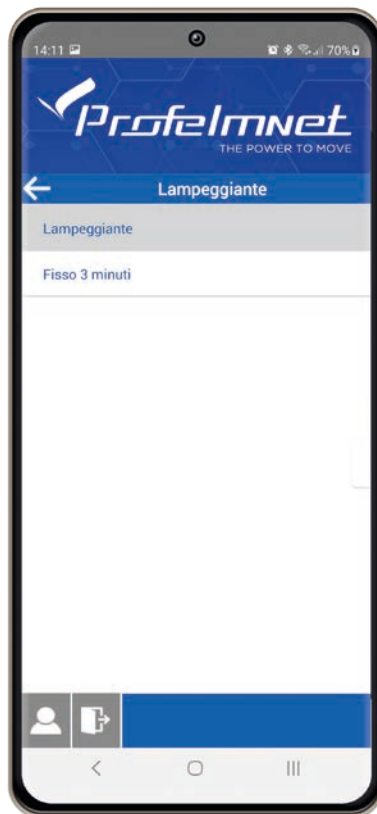 14:11
70%
Profelmnet
THE POWER TO MOVE
Lampeggiante
Lampeggiante
Fisso 3 minuti